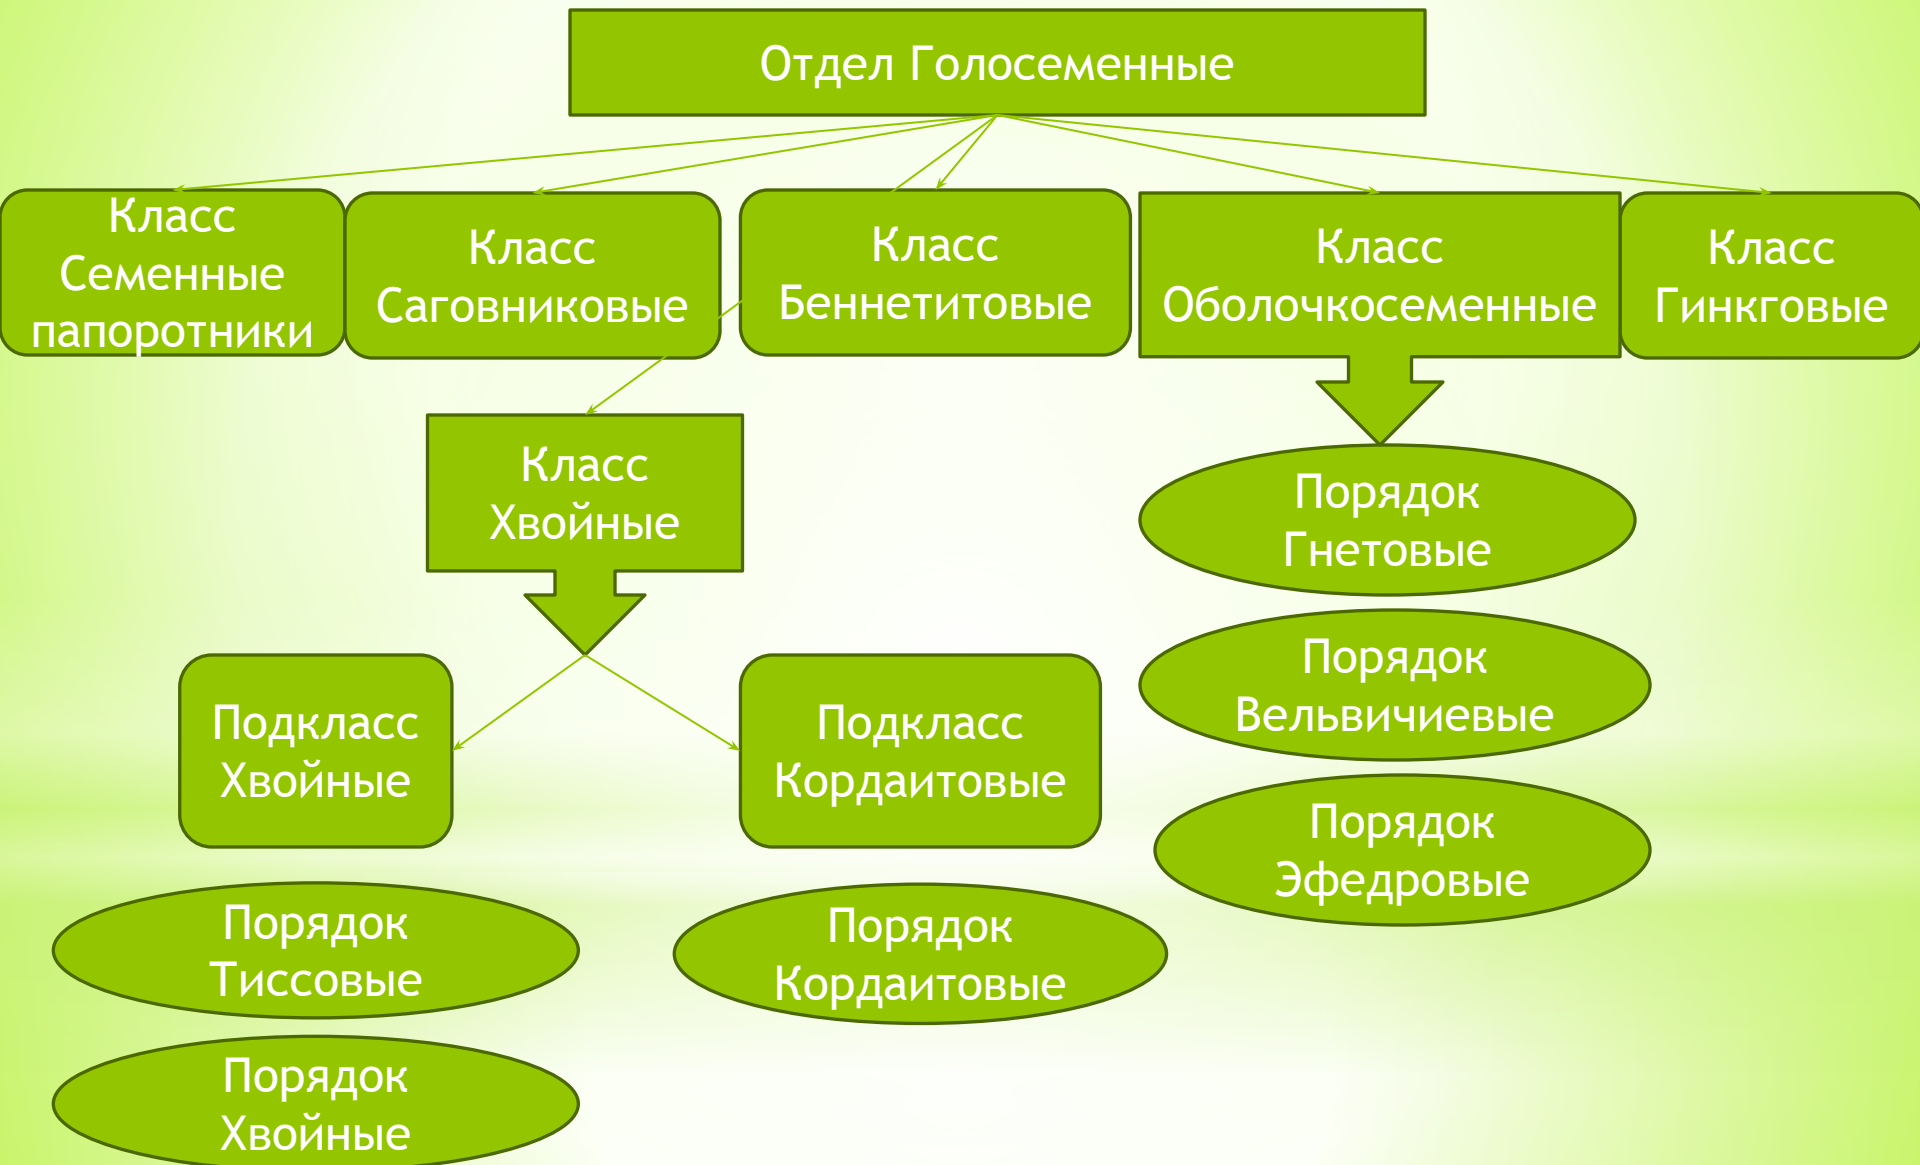 Отдел Голосеменные
Класс
Семенные
папоротники
Класс
Саговниковые
Класс
Беннетитовые
Класс
Оболочкосеменные
Класс
Гинкговые
Класс
Хвойные
Порядок
Гнетовые
Порядок
Вельвичиевые
Порядок
Эфедровые
Подкласс
Хвойные
Подкласс
Кордаитовые
Порядок
Тиссовые
Порядок
Кордаитовые
Порядок
Хвойные